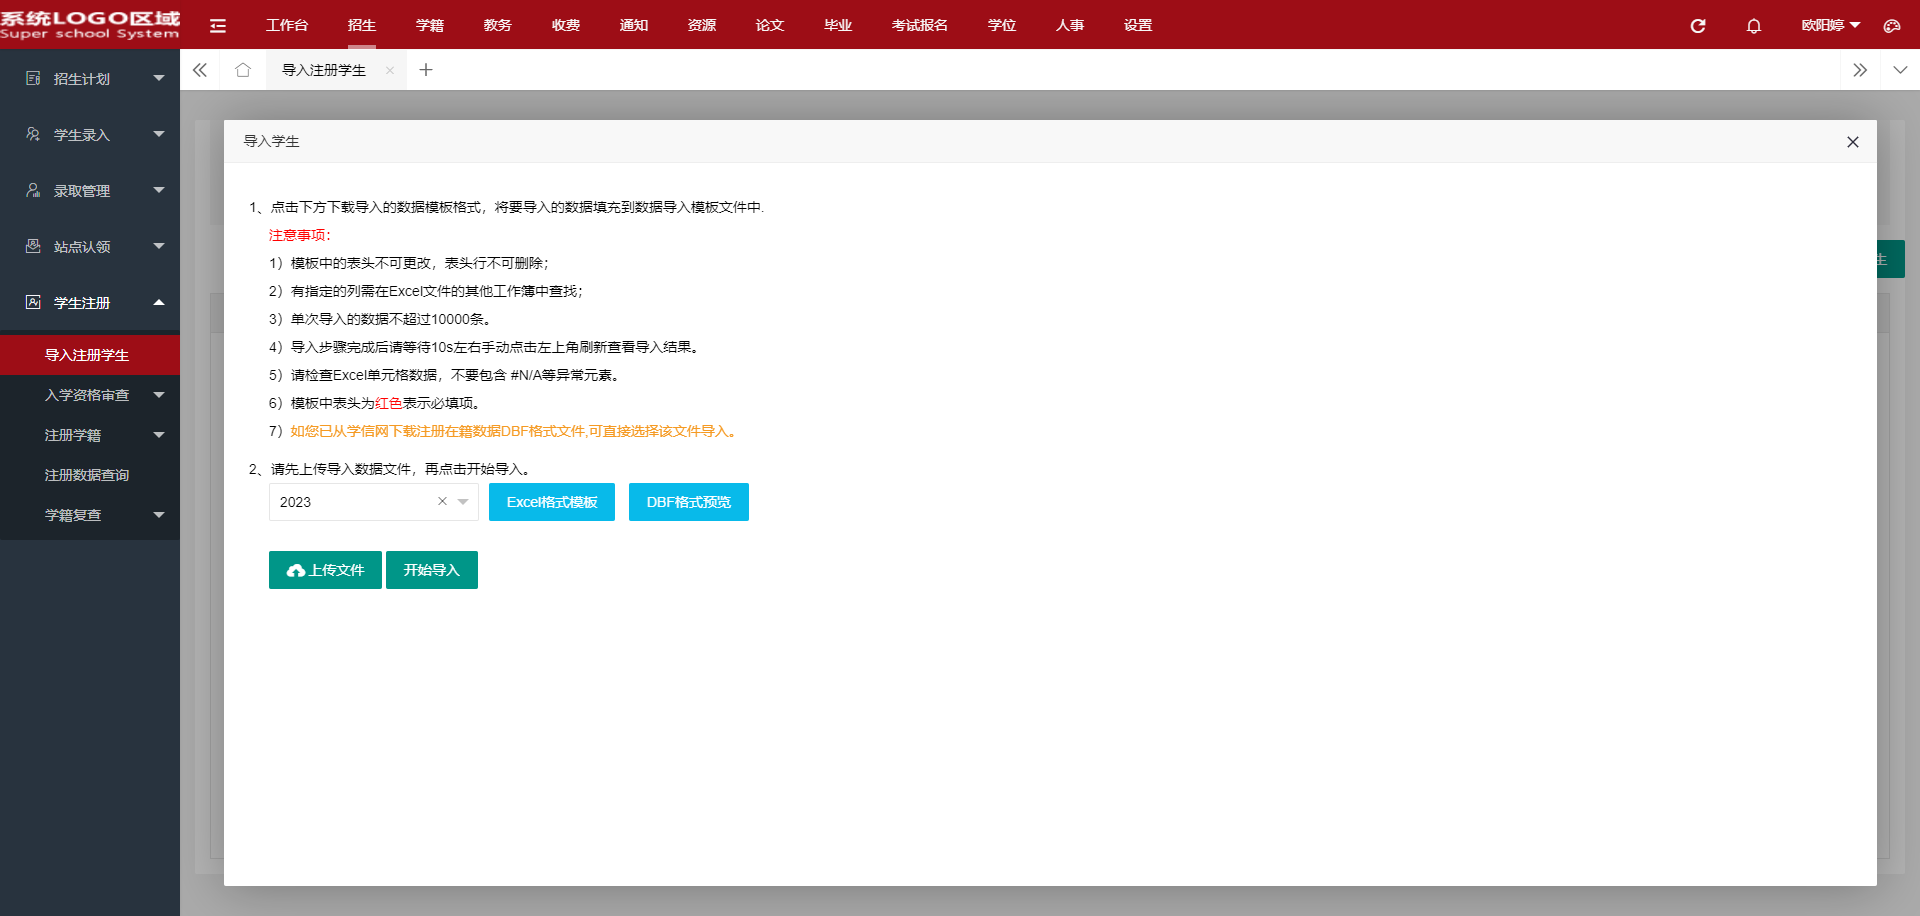 系统LOGO区域
Super school System
工作台 招生 学籍 教务 收费 通知 资源 论文 毕业 考试报名 学位 人事 设置
欧阳婷
招生计划
学生录入
录取管理
站点认领
学生注册
导入注册学生
入学资格审查
注册学籍
注册数据查询
学籍复查
导入注册学生
导入学生
1、点击下方下载导入的数据模板格式，将要导入的数据填充到数据导入模板文件中.
注意事项：
1）模板中的表头不可更改，表头行不可删除；
2）有指定的列需在Excel文件的其他工作簿中查找；
3）单次导入的数据不超过10000条。
4）导入步骤完成后请等待10s左右手动点击左上角刷新查看导入结果。
5）请检查Excel单元格数据，不要包含 #N/A等异常元素。
6）模板中表头为红色表示必填项。
7）如您已从学信网下载注册在籍数据DBF格式文件,可直接选择该文件导入。
2、请先上传导入数据文件，再点击开始导入。
2023 Excel格式模板 DBF格式预览
上传文件 开始导入
生